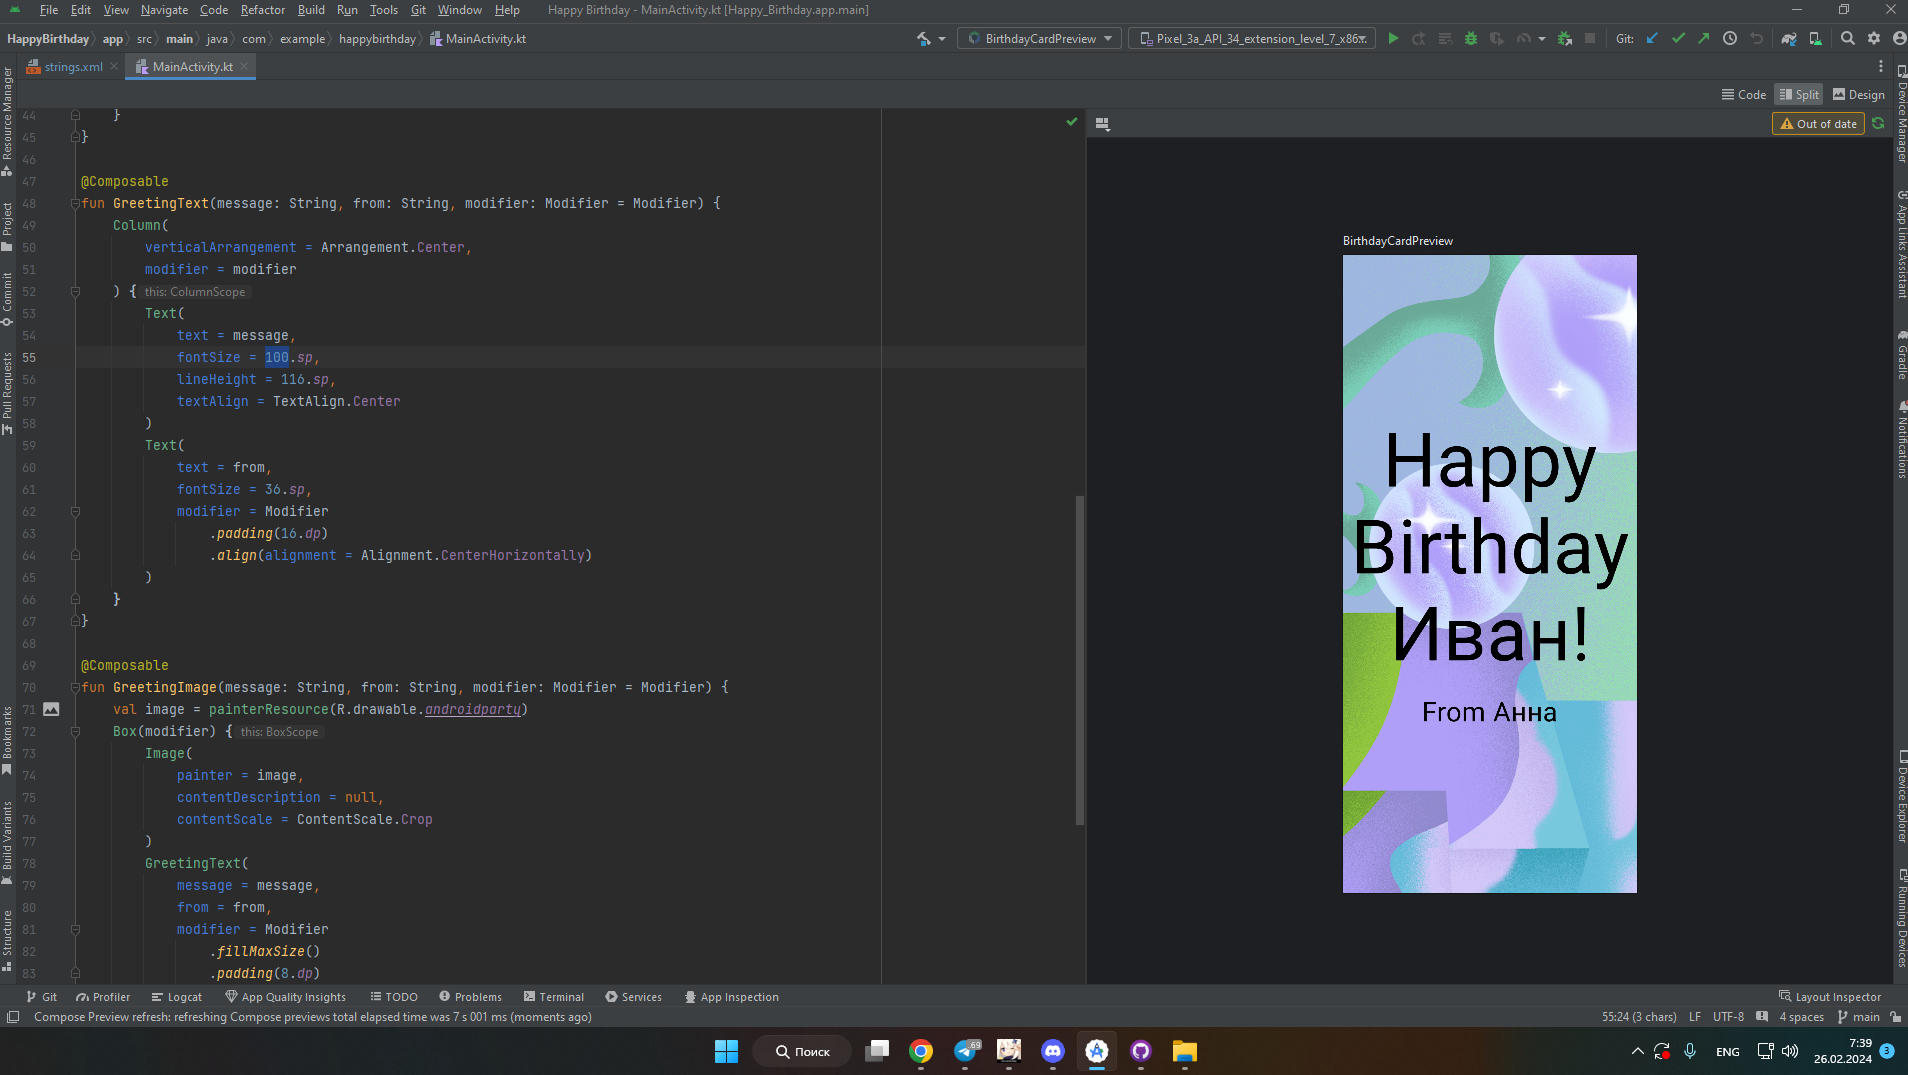 File Edit View Navigate Code Refactor Build Run Tools Git Window Help Happy Birthday - MainActivity.kt [Happy_Birthday.app.main]
HappyBirthday app src main java com example happybirthday MainActivity.kt BirthdayCardPreview Pixel_3a_API_34_extension_level_7_x86... Git:
strings.xml MainActivity.kt
Code Split Design
Out of date
44 }
45 }
46
47 @Composable
48 fun GreetingText(message: String, from: String, modifier: Modifier = Modifier) {
49 Column(
50 verticalArrangement = Arrangement.Center,
51 modifier = modifier
52 ) { this: ColumnScope
53 Text(
54 text = message,
55 fontSize = 100.sp,
56 lineHeight = 116.sp,
57 textAlign = TextAlign.Center
58 )
59 Text(
60 text = from,
61 fontSize = 36.sp,
62 modifier = Modifier
63 .padding(16.dp)
64 .align(alignment = Alignment.CenterHorizontally)
65 )
66 }
67 }
68
69 @Composable
70 fun GreetingImage(message: String, from: String, modifier: Modifier = Modifier) {
71 val image = painterResource(R.drawable.androidparty)
72 Box(modifier) { this: BoxScope
73 Image(
74 painter = image,
75 contentDescription = null,
76 contentScale = ContentScale.Crop
77 )
78 GreetingText(
79 message = message,
80 from = from,
81 modifier = Modifier
82 .fillMaxSize()
83 .padding(8.dp)
BirthdayCardPreview
Happy
Birthday
Иван!
From Анна
Resource Manager
Project
Commit
Pull Requests
Bookmarks
Build Variants
Structure
Device Manager
App Links Assistant
Gradle
Notifications
Device Explorer
Running Devices
Git Profiler Logcat App Quality Insights TODO Problems Terminal Services App Inspection Layout Inspector
Compose Preview refresh: refreshing Compose previews total elapsed time was 7 s 001 ms (moments ago) 55:24 (3 chars) LF UTF-8 4 spaces main
Поиск 69 ENG 7:39
26.02.2024 3